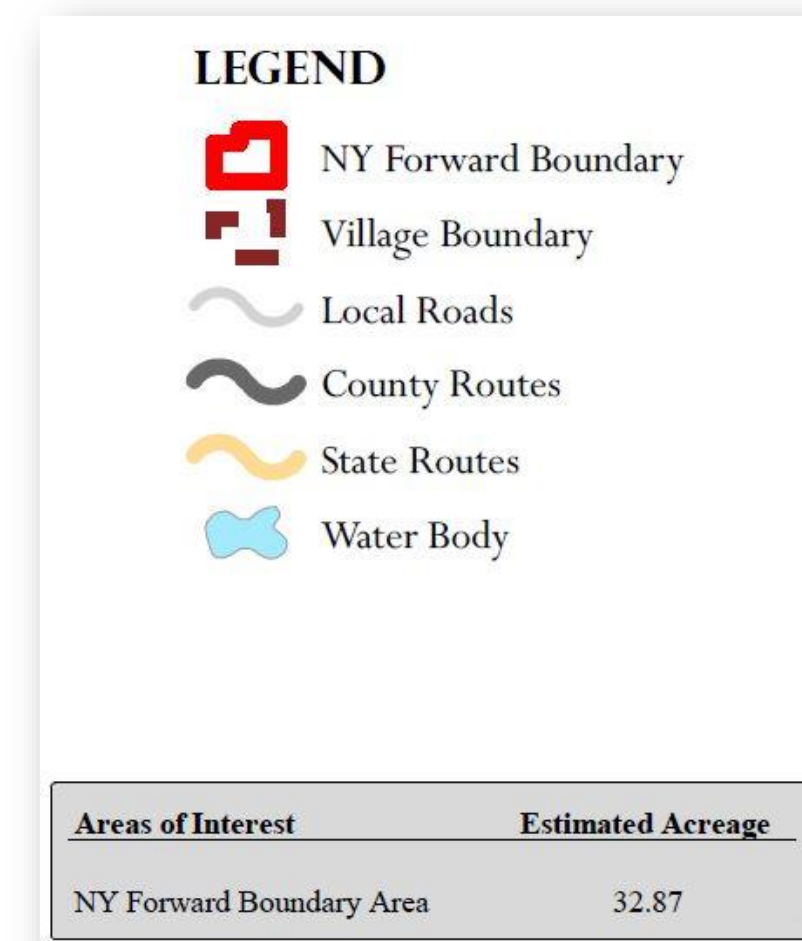 LEGEND
NY Forward Boundary
Village Boundary
Local Roads
County Routes
State Routes
Water Body
Areas of Interest Estimated Acreage
NY Forward Boundary Area 32.87